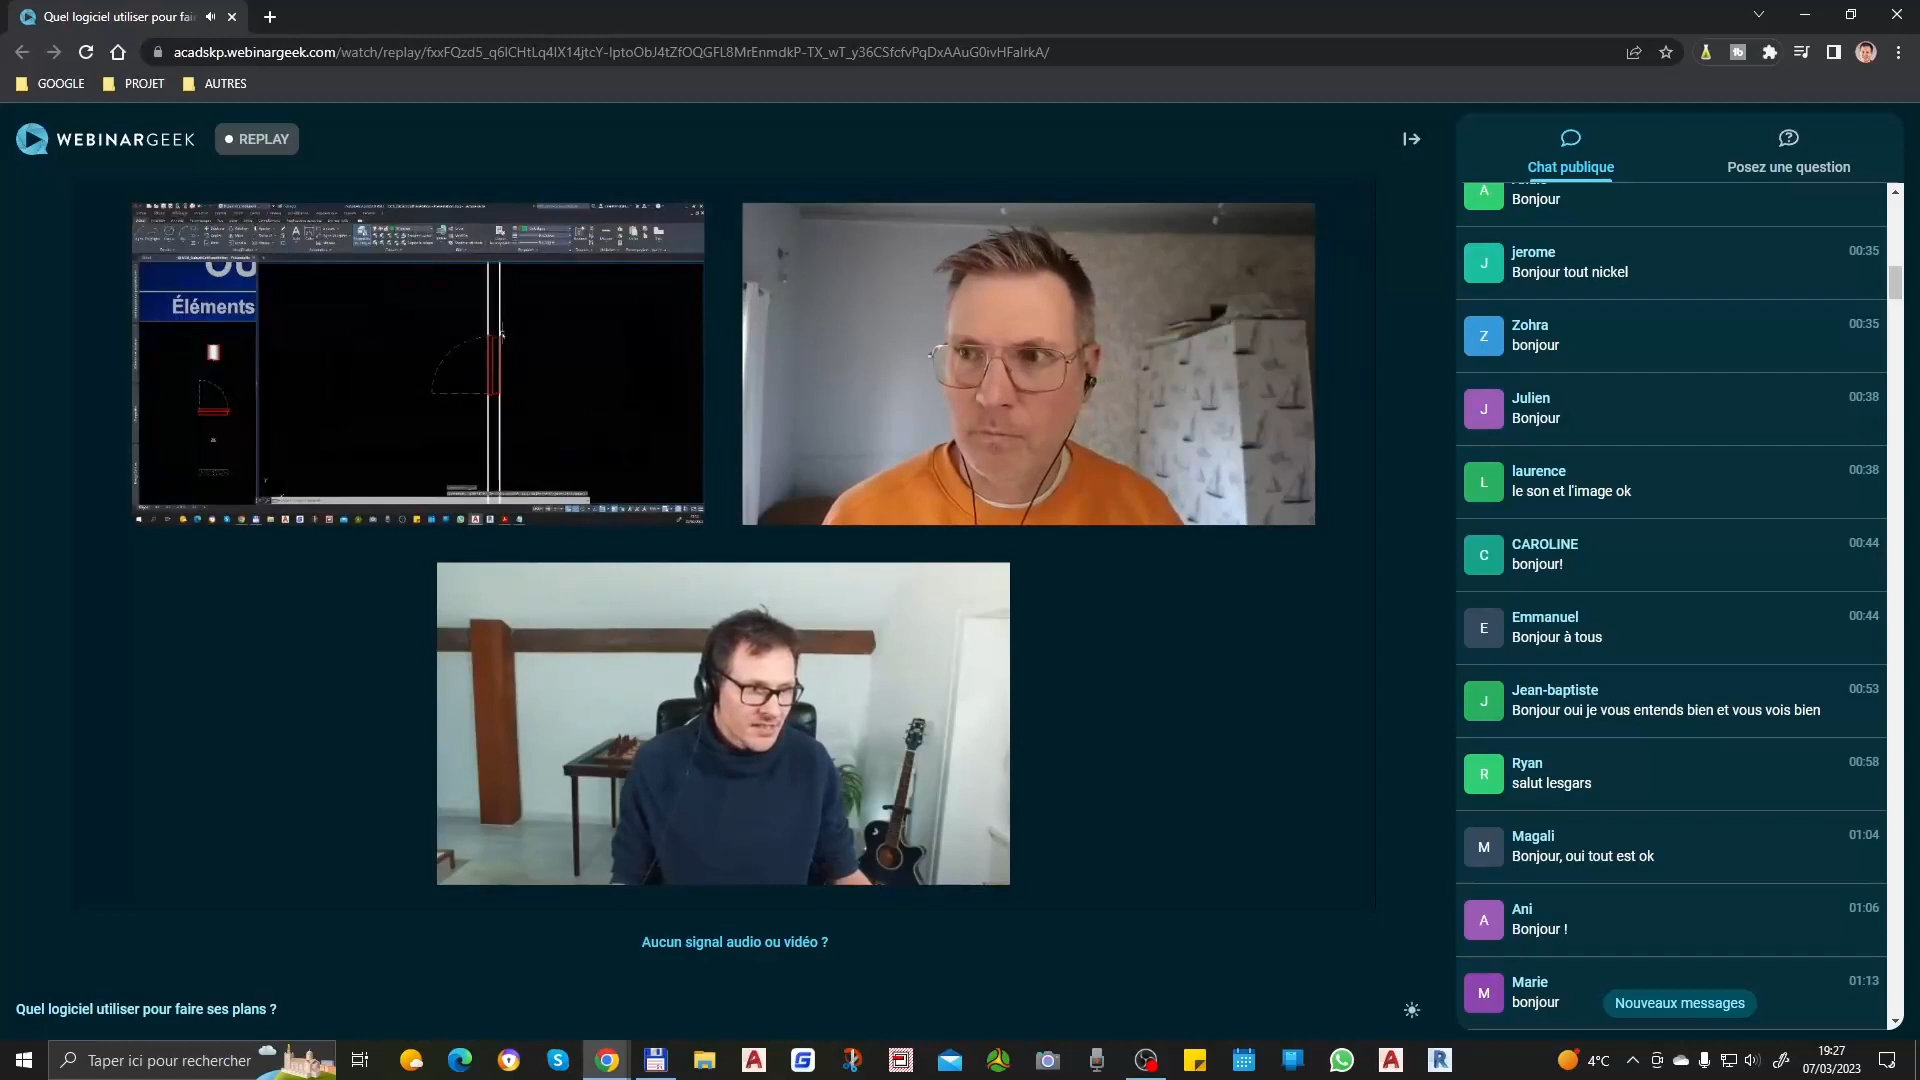 Quel logiciel utiliser pour fai
acadskp.webinargeek.com/watch/replay/fxxFQzd5_q6lCHtLq4IX14jtcY-IptoObJ4tZfOQGFL8MrEnmdkP-TX_wT_y36CSfcfvPqDxAAuG0ivHFaIrkA/
GOOGLE
PROJET
AUTRES
WEBINARGEEK
REPLAY
Chat publique
Posez une question
Éléments
Bonjour
jerome 00:35
Bonjour tout nickel
Zohra 00:35
bonjour
Julien 00:38
Bonjour
laurence 00:38
le son et l'image ok
CAROLINE 00:44
bonjour!
Emmanuel 00:44
Bonjour à tous
Jean-baptiste 00:53
Bonjour oui je vous entends bien et vous vois bien
Ryan 00:58
salut lesgars
Magali 01:04
Bonjour, oui tout est ok
Ani 01:06
Bonjour !
Marie 01:13
bonjour
Nouveaux messages
Aucun signal audio ou vidéo ?
Quel logiciel utiliser pour faire ses plans ?
Taper ici pour rechercher
4°C
19:27
07/03/2023